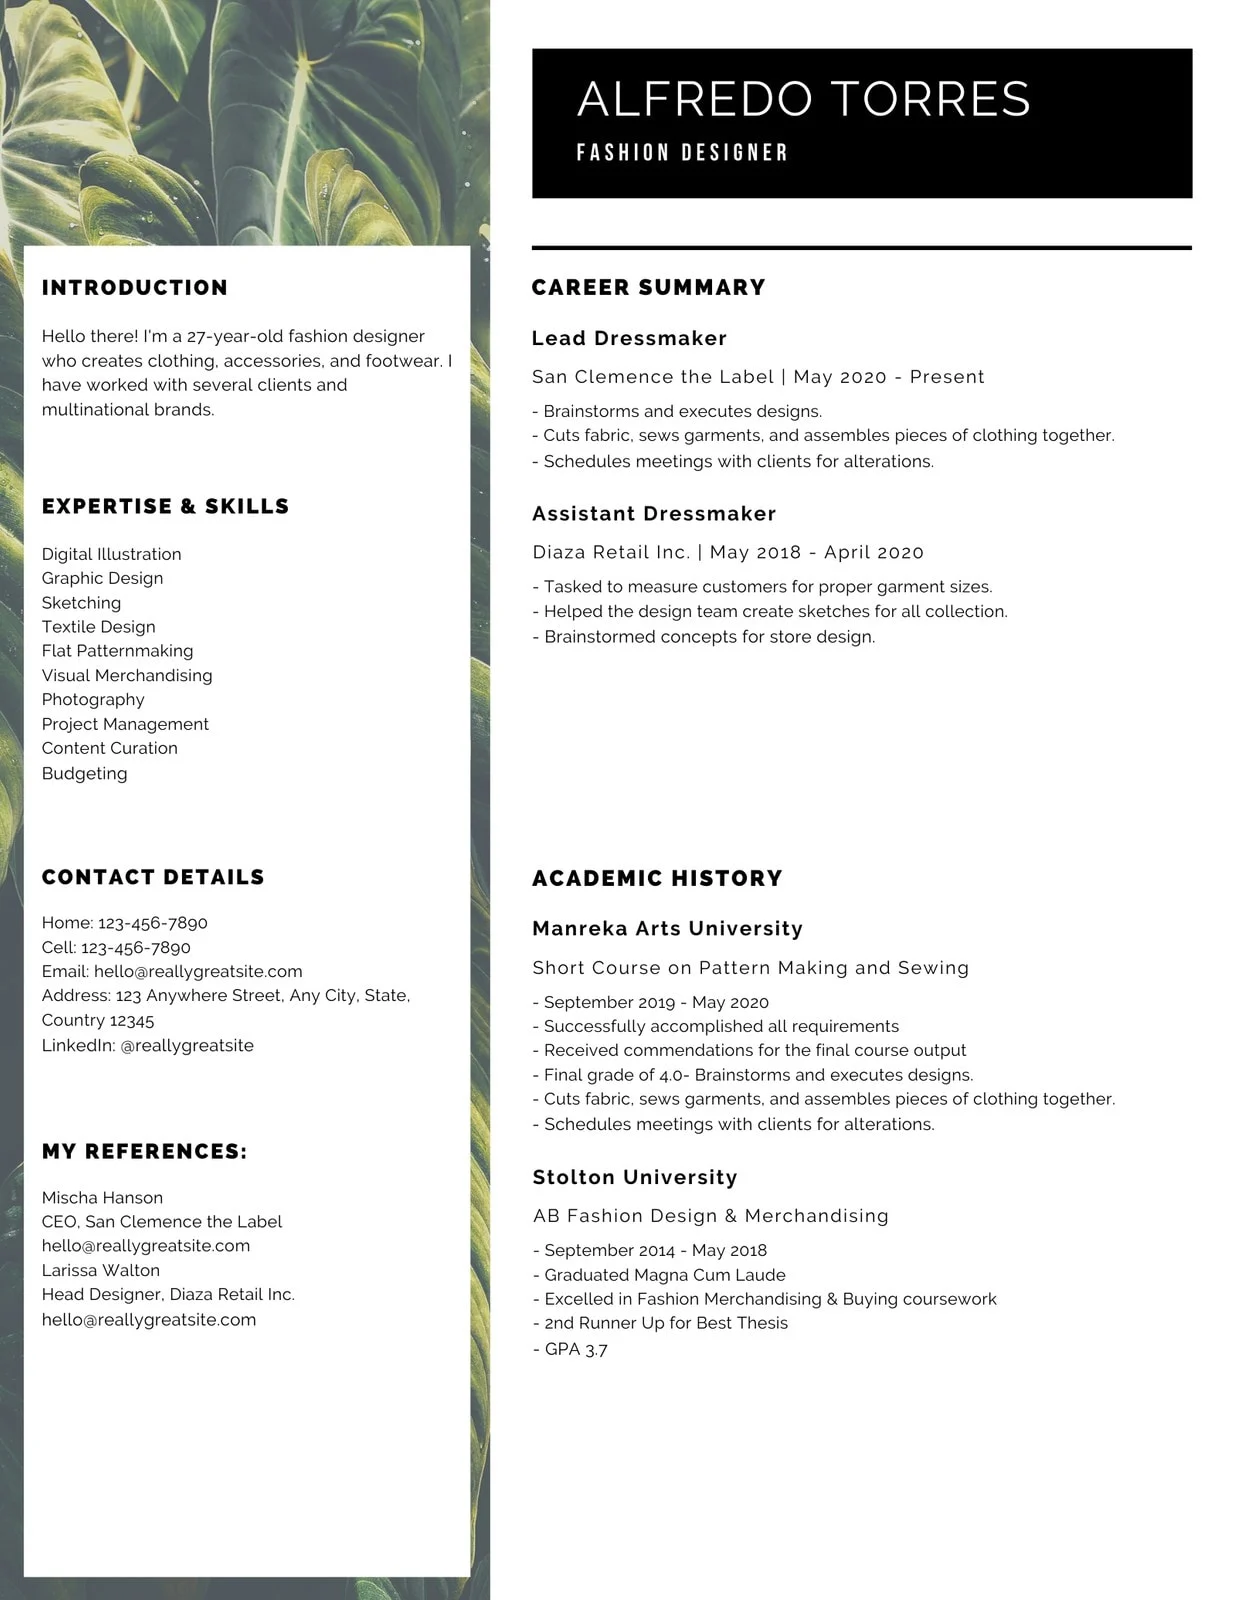 ALFREDO TORRES
FASHION DESIGNER
INTRODUCTION
Hello there! I'm a 27-year-old fashion designer
who creates clothing, accessories, and footwear. I
have worked with several clients and
multinational brands.
EXPERTISE & SKILLS
Digital Illustration
Graphic Design
Sketching
Textile Design
Flat Patternmaking
Visual Merchandising
Photography
Project Management
Content Curation
Budgeting
CONTACT DETAILS
Home: 123-456-7890
Cell: 123-456-7890
Email: hello@reallygreatsite.com
Address: 123 Anywhere Street, Any City, State,
Country 12345
LinkedIn: @reallygreatsite
MY REFERENCES:
Mischa Hanson
CEO, San Clemence the Label
hello@reallygreatsite.com
Larissa Walton
Head Designer, Diaza Retail Inc.
hello@reallygreatsite.com
CAREER SUMMARY
Lead Dressmaker
San Clemence the Label | May 2020 - Present
- Brainstorms and executes designs.
- Cuts fabric, sews garments, and assembles pieces of clothing together.
- Schedules meetings with clients for alterations.
Assistant Dressmaker
Diaza Retail Inc. | May 2018 - April 2020
- Tasked to measure customers for proper garment sizes.
- Helped the design team create sketches for all collection.
- Brainstormed concepts for store design.
ACADEMIC HISTORY
Manreka Arts University
Short Course on Pattern Making and Sewing
- September 2019 - May 2020
- Successfully accomplished all requirements
- Received commendations for the final course output
- Final grade of 4.0- Brainstorms and executes designs.
- Cuts fabric, sews garments, and assembles pieces of clothing together.
- Schedules meetings with clients for alterations.
Stolton University
AB Fashion Design & Merchandising
- September 2014 - May 2018
- Graduated Magna Cum Laude
- Excelled in Fashion Merchandising & Buying coursework
- 2nd Runner Up for Best Thesis
- GPA 3.7